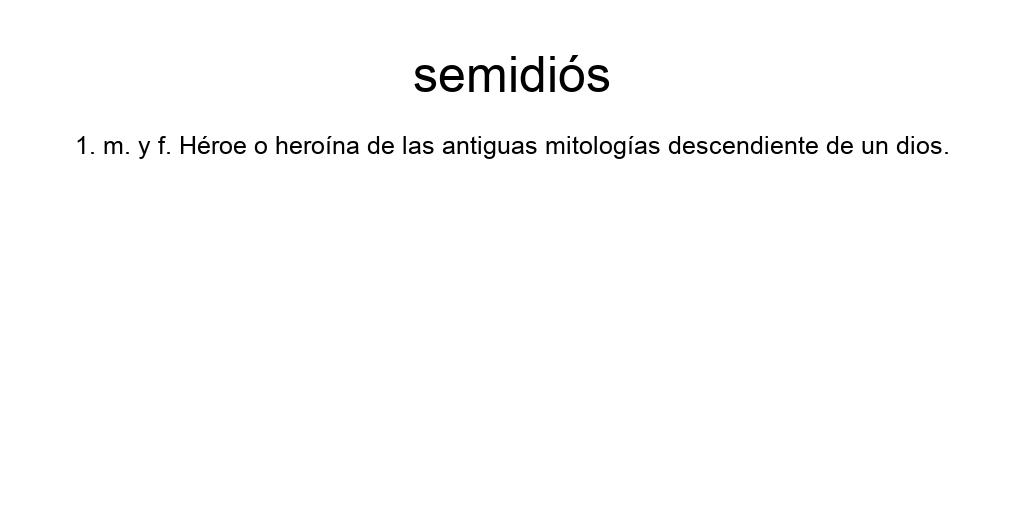 semidiós
1. m. y f. Héroe o heroína de las antiguas mitologías descendiente de un dios.